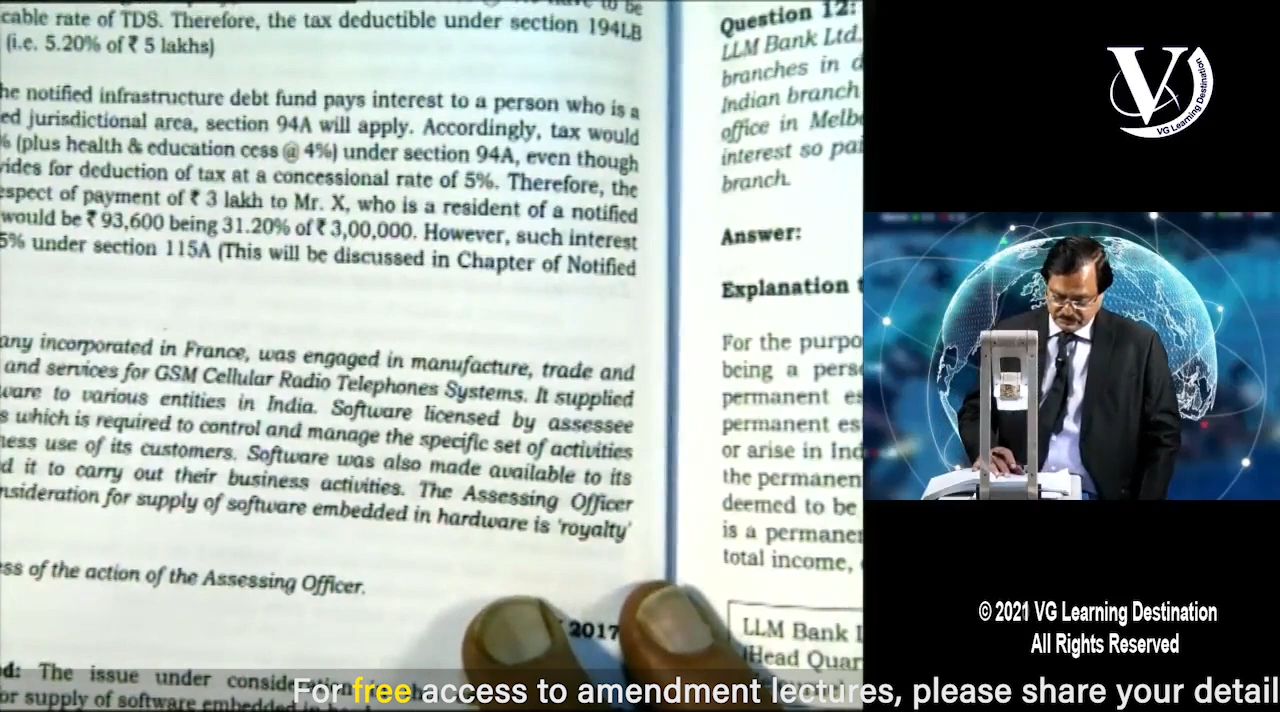 cable rate of TDS. Therefore, the tax deductible under section 194LB
(i.e. 5.20% of ₹ 5 lakhs)
he notified infrastructure debt fund pays interest to a person who is a
ed jurisdictional area, section 94A will apply. Accordingly, tax would
% (plus health & education cess @ 4%) under section 94A, even though
vides for deduction of tax at a concessional rate of 5%. Therefore, the
espect of payment of ₹ 3 lakh to Mr. X, who is a resident of a notified
would be ₹ 93,600 being 31.20% of ₹ 3,00,000. However, such interest
5% under section 115A (This will be discussed in Chapter of Notified
any incorporated in France, was engaged in manufacture, trade and
and services for GSM Cellular Radio Telephones Systems. It supplied
ware to various entities in India. Software licensed by assessee
s which is required to control and manage the specific set of activities
ness use of its customers. Software was also made available to its
d it to carry out their business activities. The Assessing Officer
nsideration for supply of software embedded in hardware is 'royalty'
ss of the action of the Assessing Officer.
2017
d: The issue under
or supply of software embedded in
Question 12:
LLM Bank Ltd.
branches in d
Indian branch
office in Melb
interest so pai
branch.
Answer:
Explanation t
For the purpo
being a perso
permanent es
permanent es
or arise in Ind
the permanen
deemed to be
is a permane
total income,
LLM Bank L
(Head Quar
V
VG Learning Destination
© 2021 VG Learning Destination
All Rights Reserved
For free access to amendment lectures, please share your detail